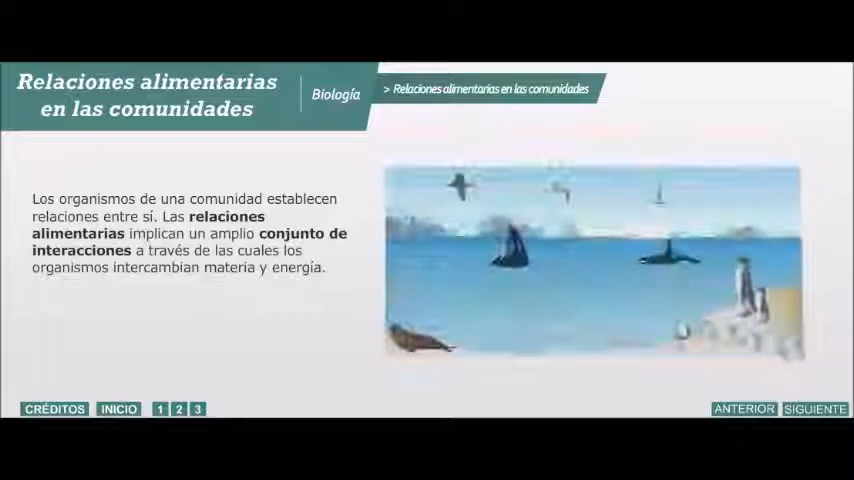 Relaciones alimentarias
en las comunidades
Biología
> Relaciones alimentarias en las comunidades
Los organismos de una comunidad establecen
relaciones entre sí. Las relaciones
alimentarias implican un amplio conjunto de
interacciones a través de las cuales los
organismos intercambian materia y energía.
CRÉDITOS INICIO 1 2 3
ANTERIOR SIGUIENTE